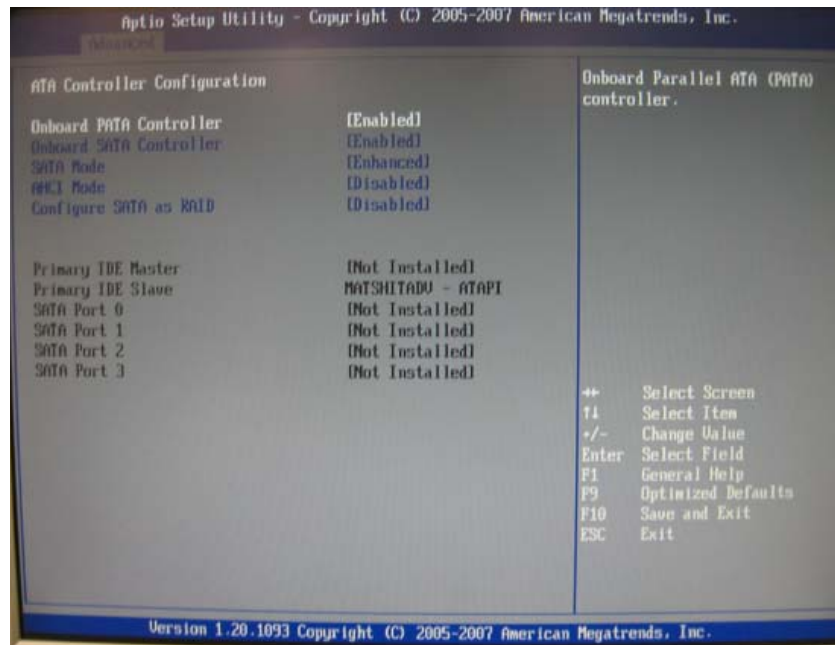 Aptio Setup Utility - Copyright (C) 2005-2007 American Megatrends, Inc.
Advanced
ATA Controller Configuration
Onboard PATA Controller [Enabled]
Onboard SATA Controller [Enabled]
SATA Mode [Enhanced]
AHCI Mode [Disabled]
Configure SATA as RAID [Disabled]
Primary IDE Master [Not Installed]
Primary IDE Slave MATSHITADV - ATAPI
SATA Port 0 [Not Installed]
SATA Port 1 [Not Installed]
SATA Port 2 [Not Installed]
SATA Port 3 [Not Installed]
Onboard Parallel ATA (PATA)
controller.
→← Select Screen
↑↓ Select Item
+/- Change Value
Enter Select Field
F1 General Help
F9 Optimized Defaults
F10 Save and Exit
ESC Exit
Version 1.20.1093 Copyright (C) 2005-2007 American Megatrends, Inc.